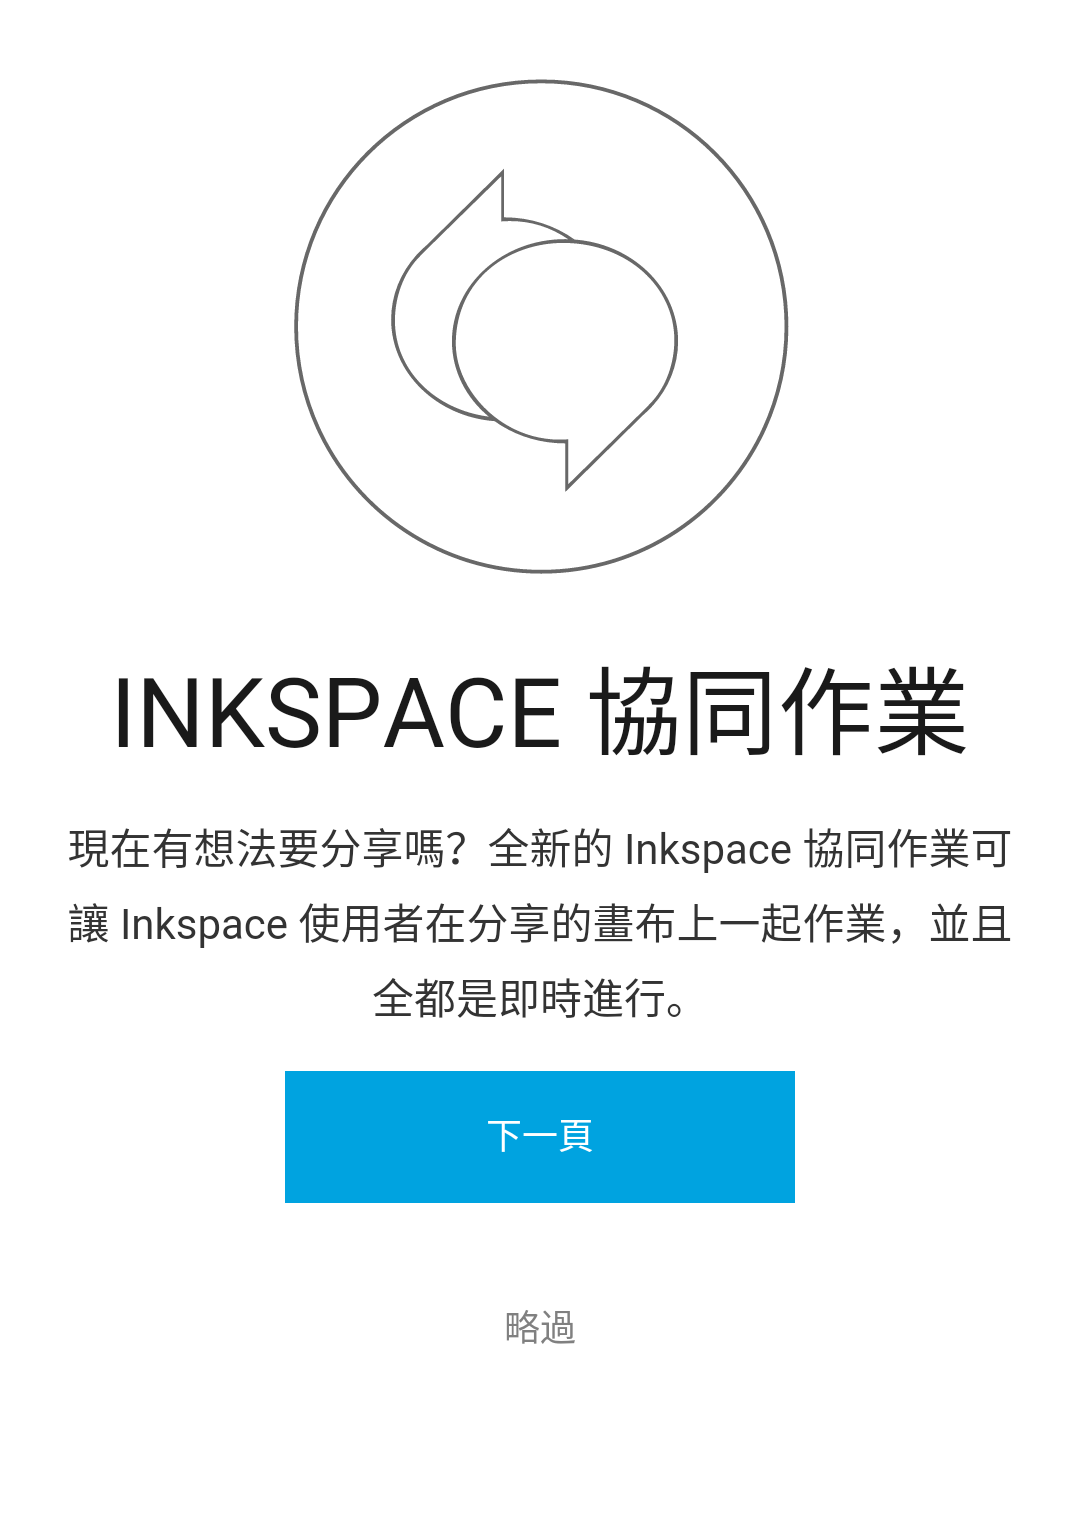 INKSPACE 協同作業
現在有想法要分享嗎？全新的 Inkspace 協同作業可
讓 Inkspace 使用者在分享的畫布上一起作業，並且
全都是即時進行。
下一頁
略過